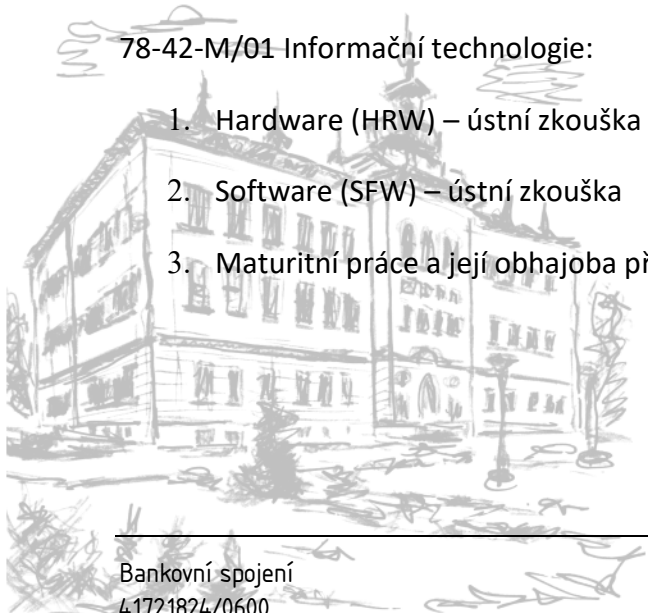 78-42-M/01 Informační technologie:
1. Hardware (HRW) – ústní zkouška
2. Software (SFW) – ústní zkouška
3. Maturitní práce a její obhajoba
Bankovní spojení
41721824/0600